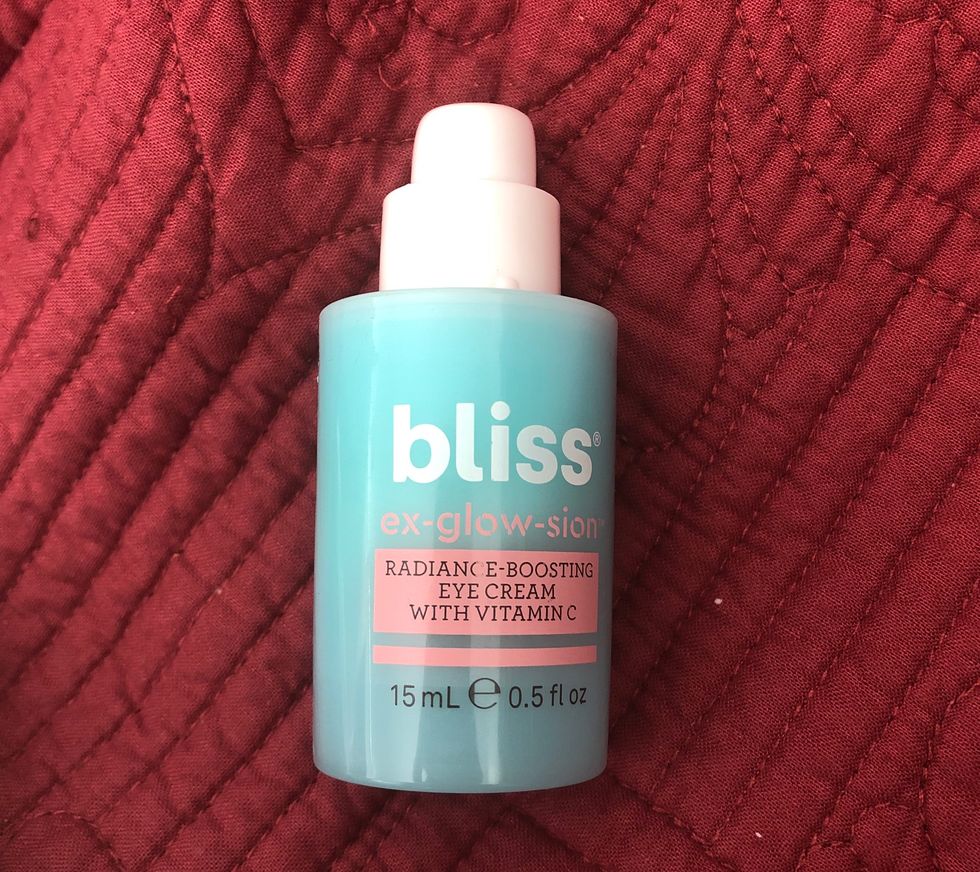 bliss®
ex-glow-sion™
RADIANCE-BOOSTING
EYE CREAM
WITH VITAMIN C
15 mL ℮ 0.5 fl oz